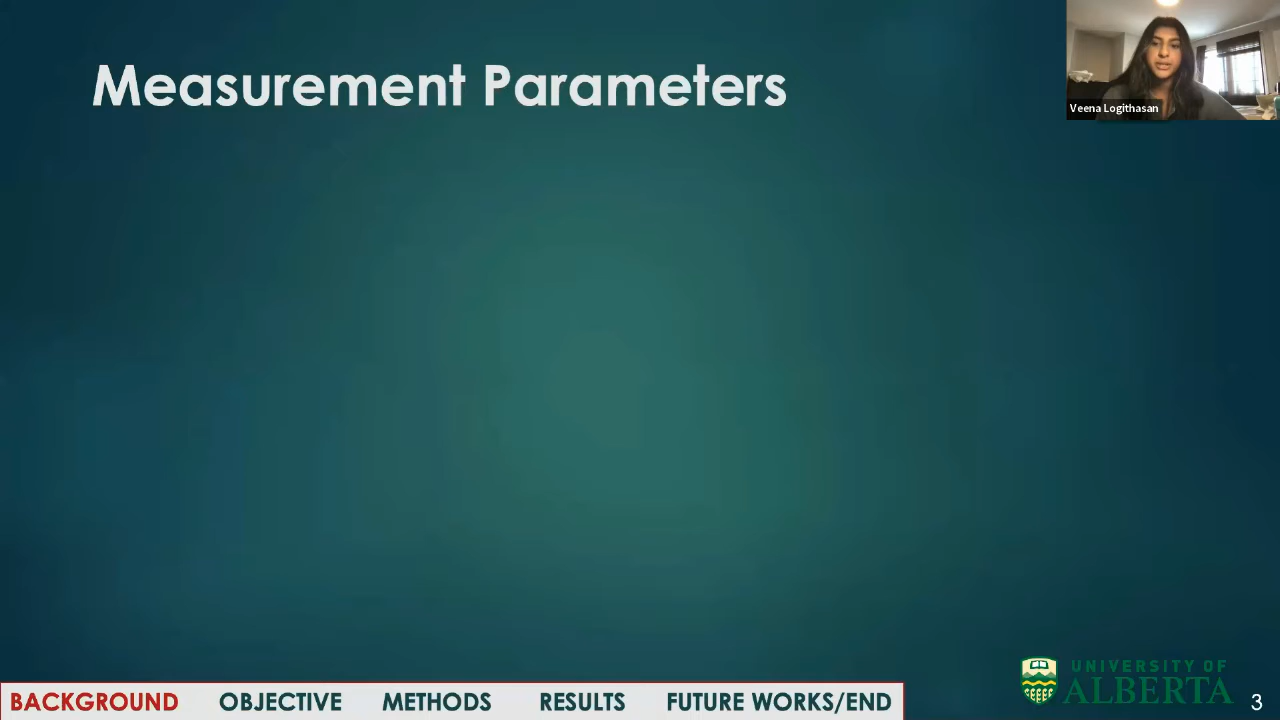 Measurement Parameters
Veena Logithasan
BACKGROUND OBJECTIVE METHODS RESULTS FUTURE WORKS/END
UNIVERSITY OF
ALBERTA
3